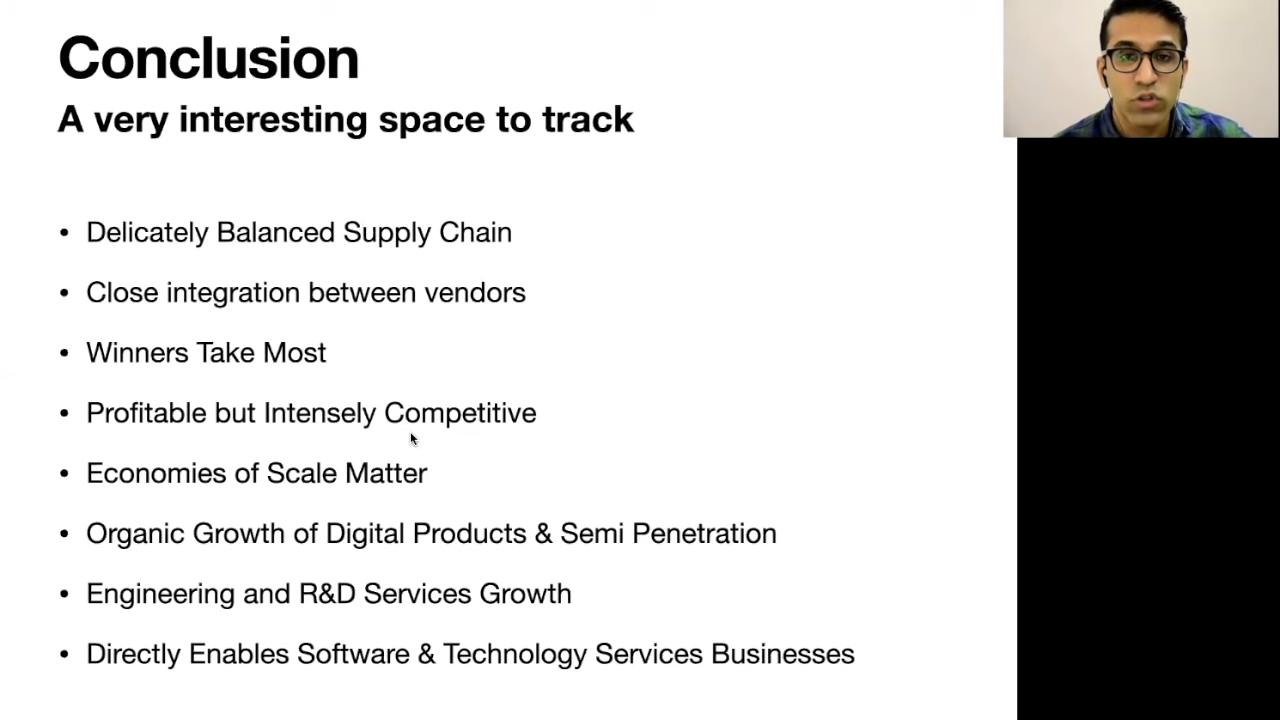 Conclusion
A very interesting space to track
• Delicately Balanced Supply Chain
• Close integration between vendors
• Winners Take Most
• Profitable but Intensely Competitive
• Economies of Scale Matter
• Organic Growth of Digital Products & Semi Penetration
• Engineering and R&D Services Growth
• Directly Enables Software & Technology Services Businesses